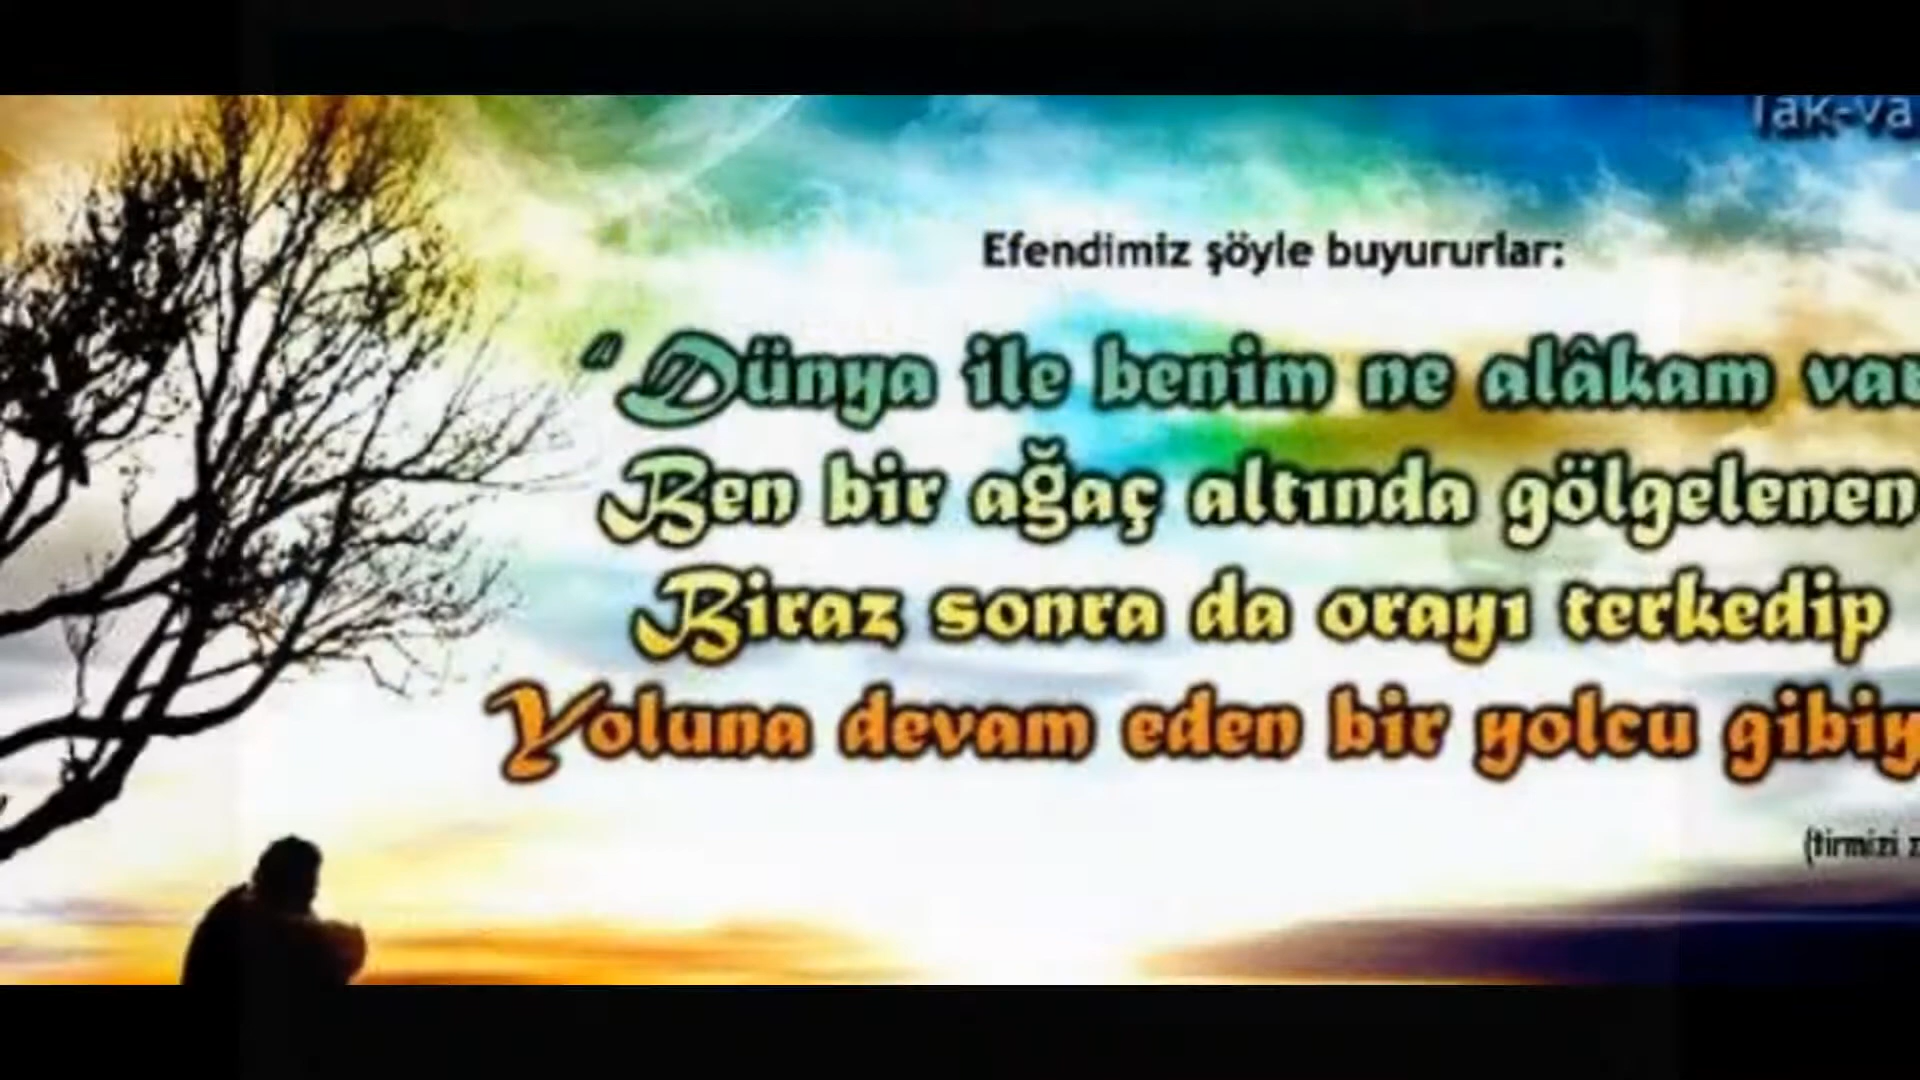 Tak-va
Efendimiz şöyle buyururlar:
"Dünya ile benim ne alâkam var
Ben bir ağaç altında gölgelenen
Biraz sonra da orayı terkedip
Yoluna devam eden bir yolcu gibiy
(tirmizi z